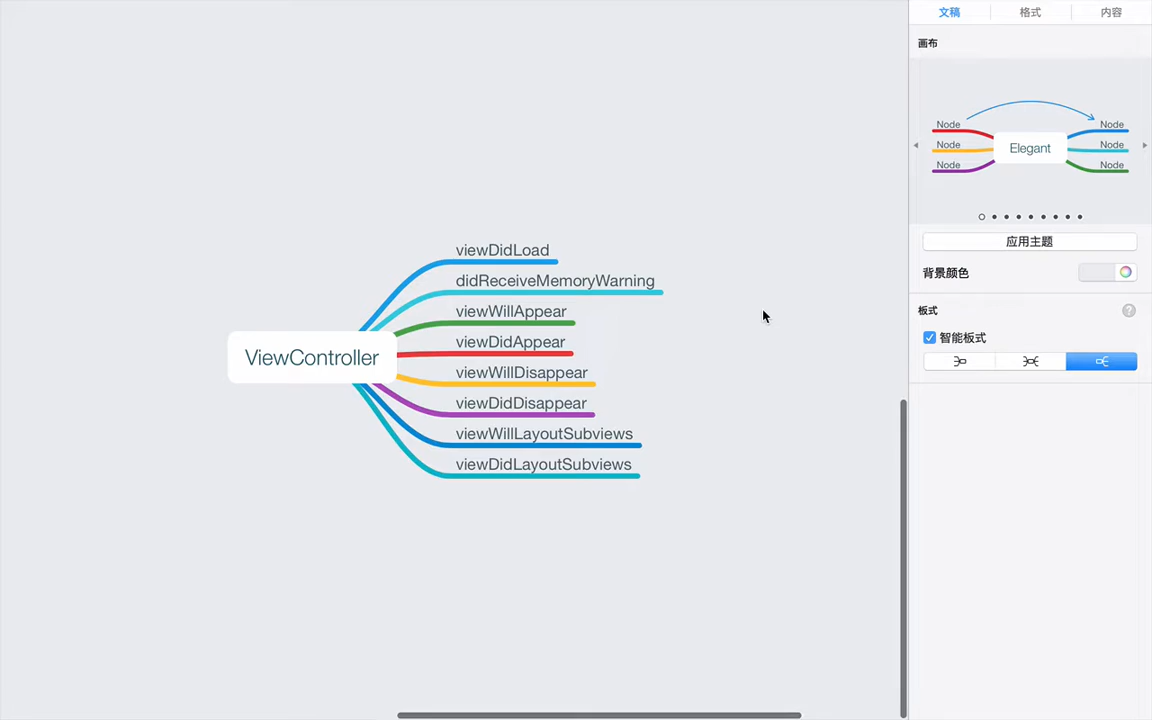 文稿 格式 内容
画布
Node Node
Node Elegant Node
Node Node
应用主题
背景颜色
板式 ?
智能板式
ViewController
viewDidLoad
didReceiveMemoryWarning
viewWillAppear
viewDidAppear
viewWillDisappear
viewDidDisappear
viewWillLayoutSubviews
viewDidLayoutSubviews